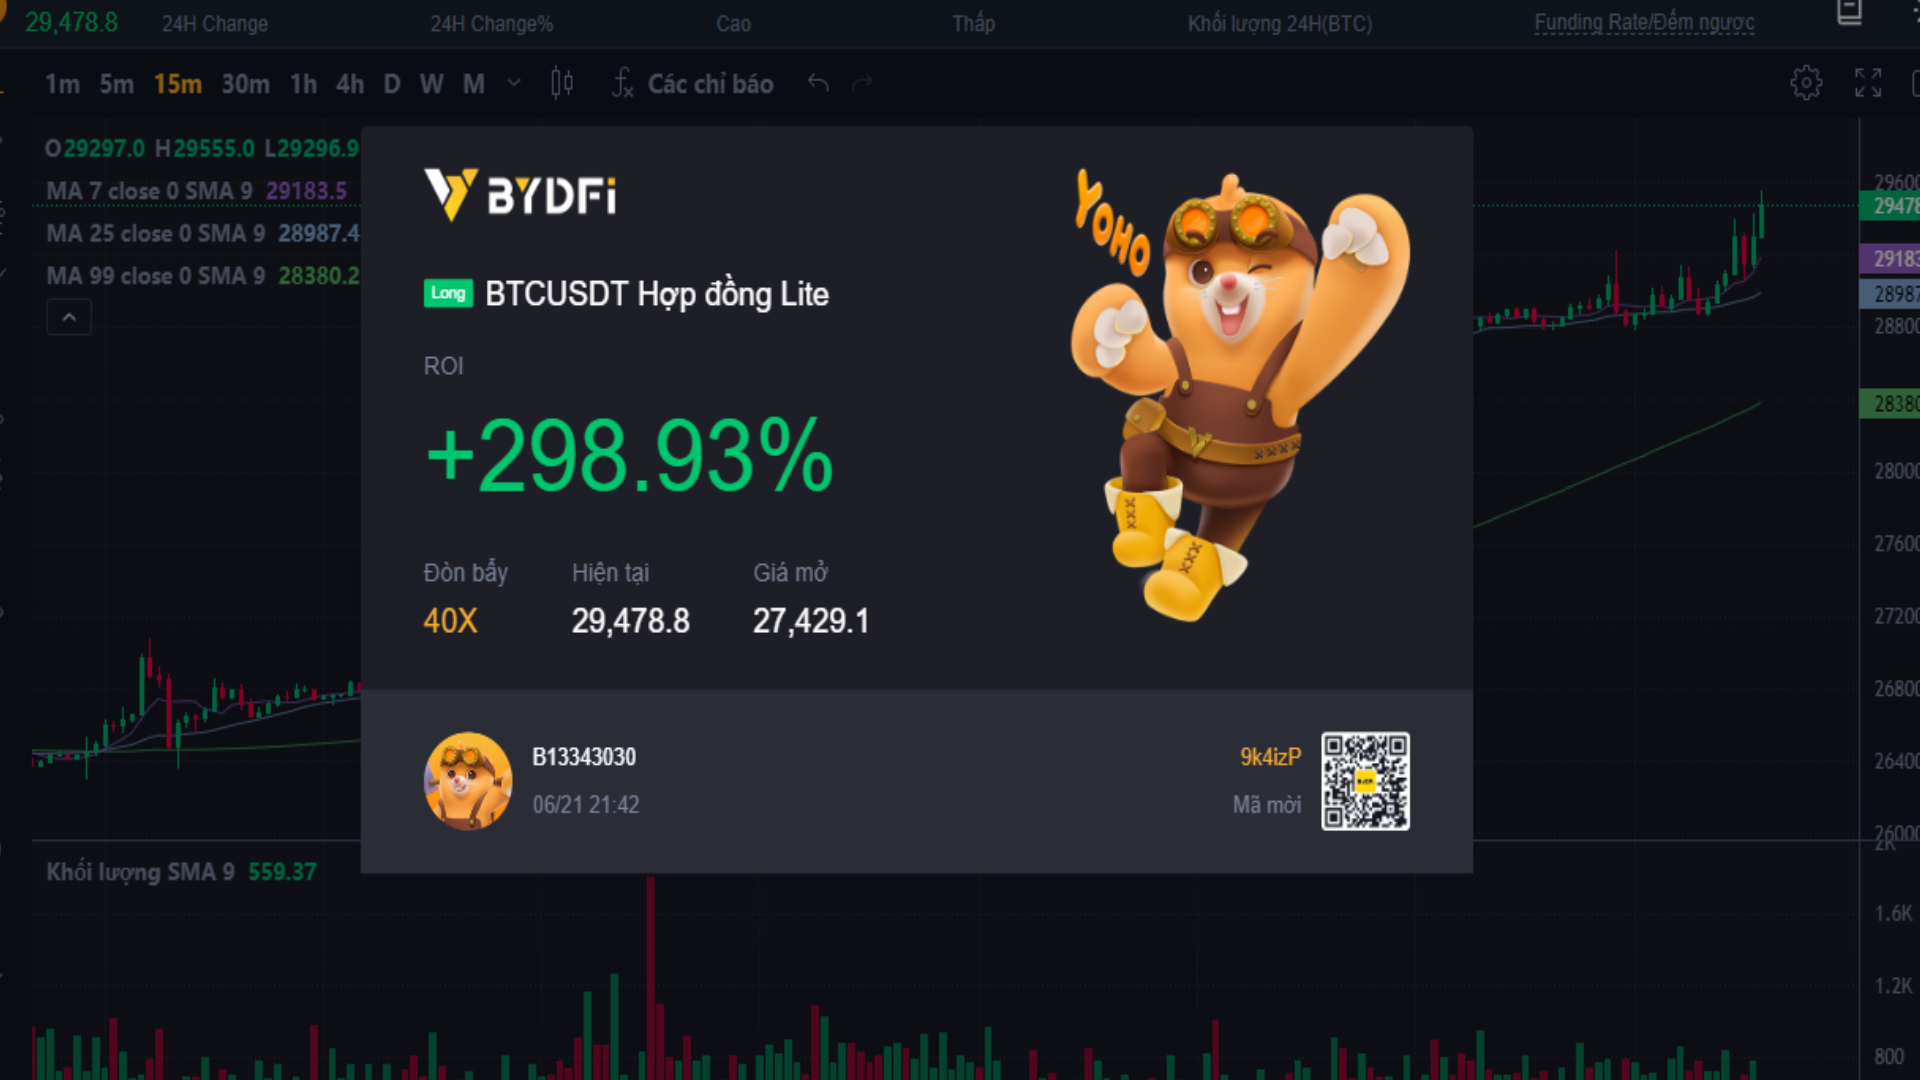 29,478.8 24H Change 24H Change% Cao Thấp Khối lượng 24H(BTC) Funding Rate/Đếm ngược
1m 5m 15m 30m 1h 4h D W M Các chỉ báo
O29297.0 H29555.0 L29296.9
MA 7 close 0 SMA 9 29183.5
MA 25 close 0 SMA 9 28987.4
MA 99 close 0 SMA 9 28380.2
BYDFi
YOHO
Long BTCUSDT Hợp đồng Lite
ROI
+298.93%
Đòn bẩy Hiện tại Giá mở
40X 29,478.8 27,429.1
B13343030
06/21 21:42
9k4izP
Mã mời
29600
29478
29183
28987
28800
28380
28000
27600
27200
26800
26400
26000
2K
Khối lượng SMA 9 559.37
1.6K
1.2K
800